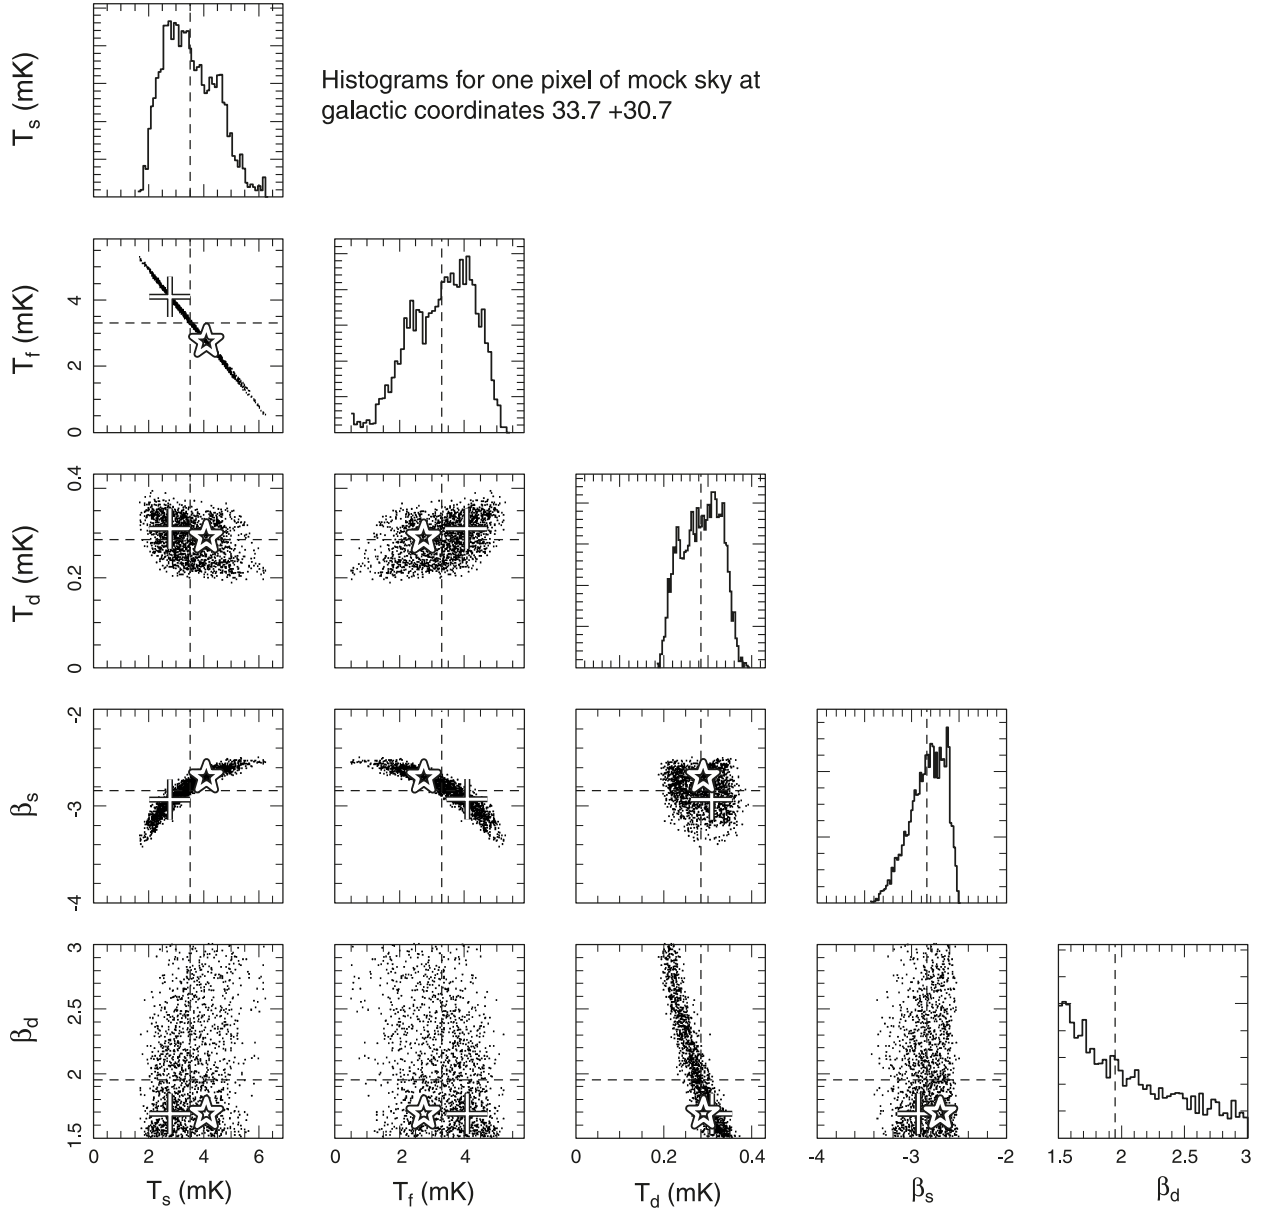 T_s (mK)
Histograms for one pixel of mock sky at
galactic coordinates 33.7 +30.7
T_f (mK)
4
2
0
T_d (mK)
0.4
0.2
0
β_s
-2
-3
-4
β_d
3
2.5
2
1.5
0 2 4 6 0 2 4 0 0.2 0.4 -4 -3 -2 1.5 2 2.5 3
T_s (mK) T_f (mK) T_d (mK) β_s β_d